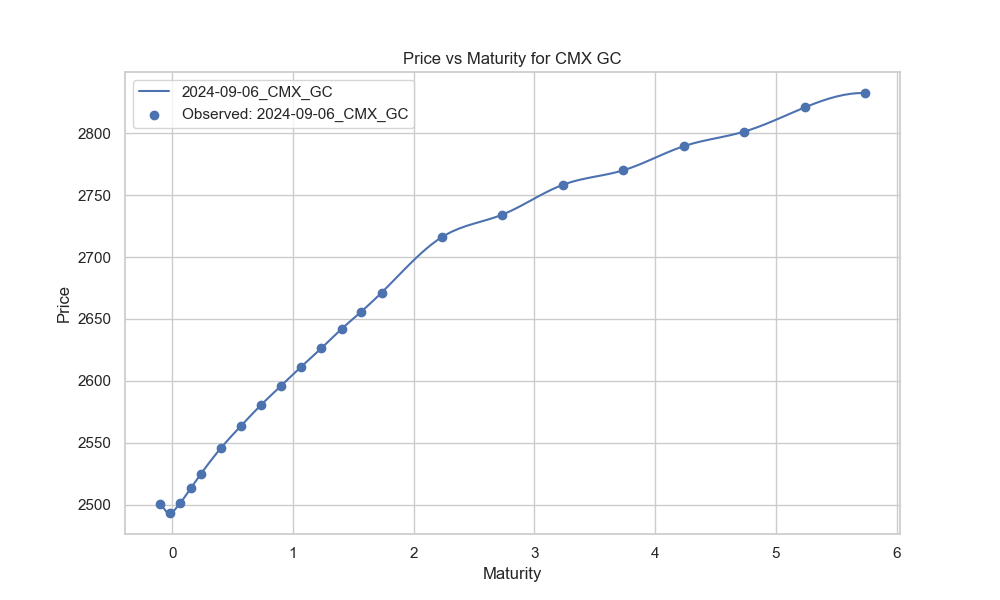 Price vs Maturity for CMX GC
2024-09-06_CMX_GC
Observed: 2024-09-06_CMX_GC
2800
2750
2700
2650
2600
2550
2500
Price
0 1 2 3 4 5 6
Maturity